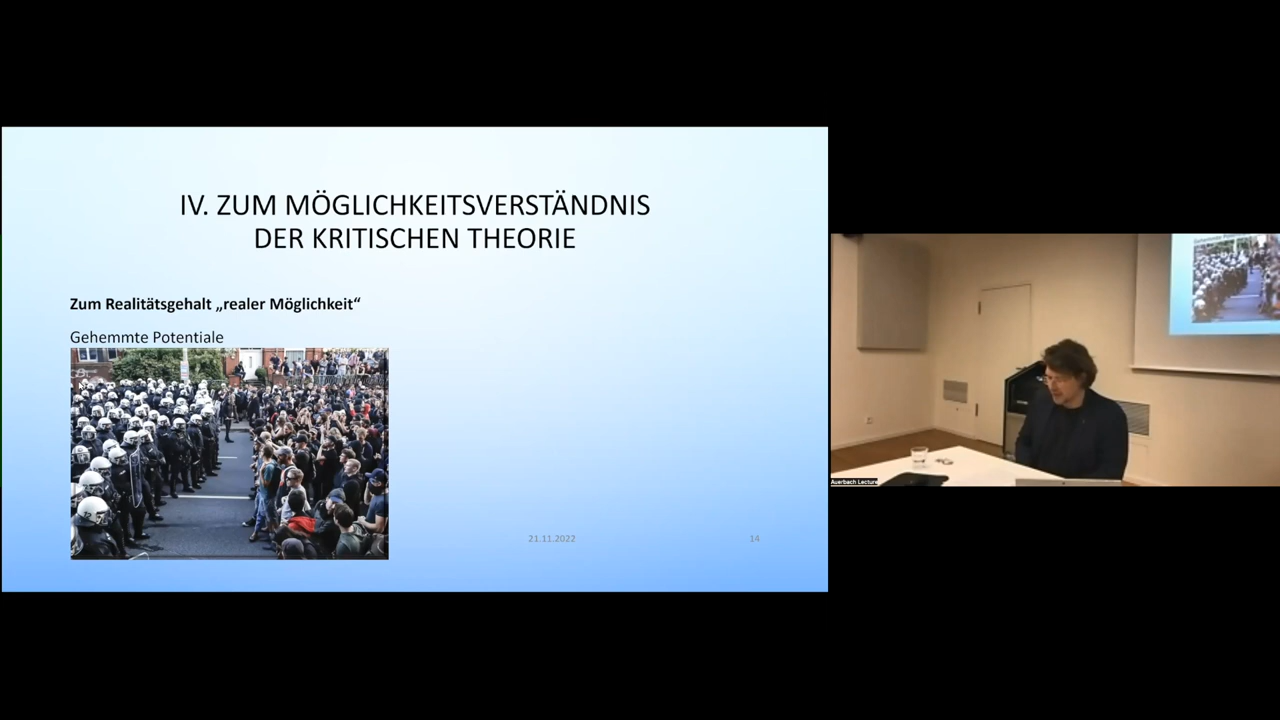 IV. ZUM MÖGLICHKEITSVERSTÄNDNIS
DER KRITISCHEN THEORIE
Zum Realitätsgehalt „realer Möglichkeit“
Gehemmte Potentiale
21.11.2022
14
Auerbach Lecture